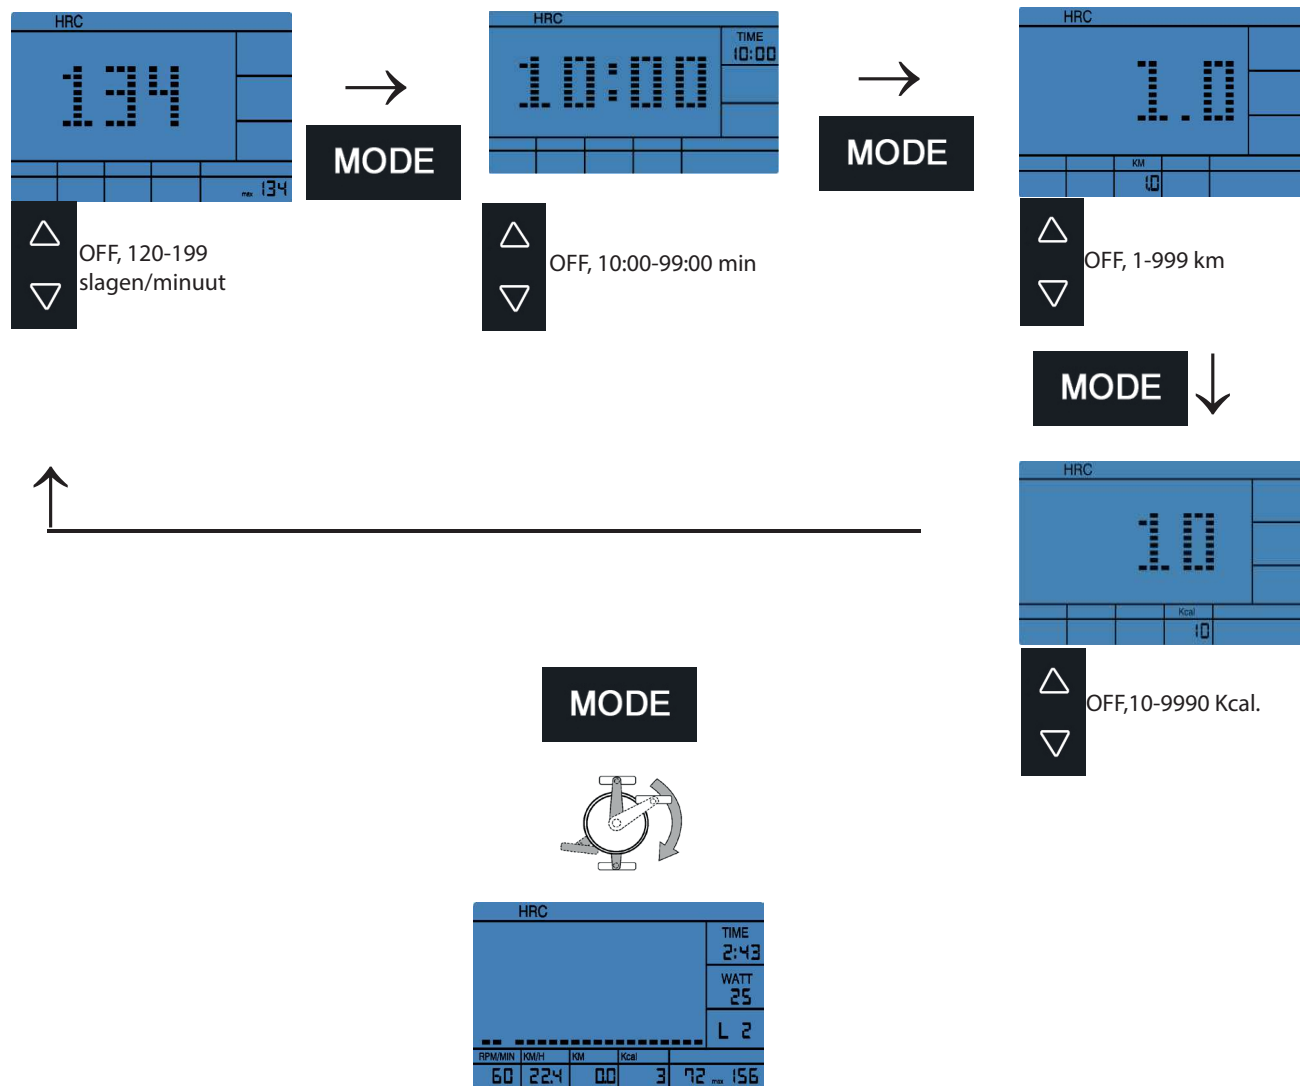 HRC
134
max 134
MODE
OFF, 120-199
slagen/minuut
HRC
TIME
10:00
10:00
MODE
OFF, 10:00-99:00 min
HRC
1.0
KM
1.0
OFF, 1-999 km
MODE
HRC
10
Kcal
10
OFF,10-9990 Kcal.
MODE
HRC
TIME
2:43
WATT
25
L 2
RPM/MIN KM/H KM Kcal
60 22.4 0.0 3 72 max 156